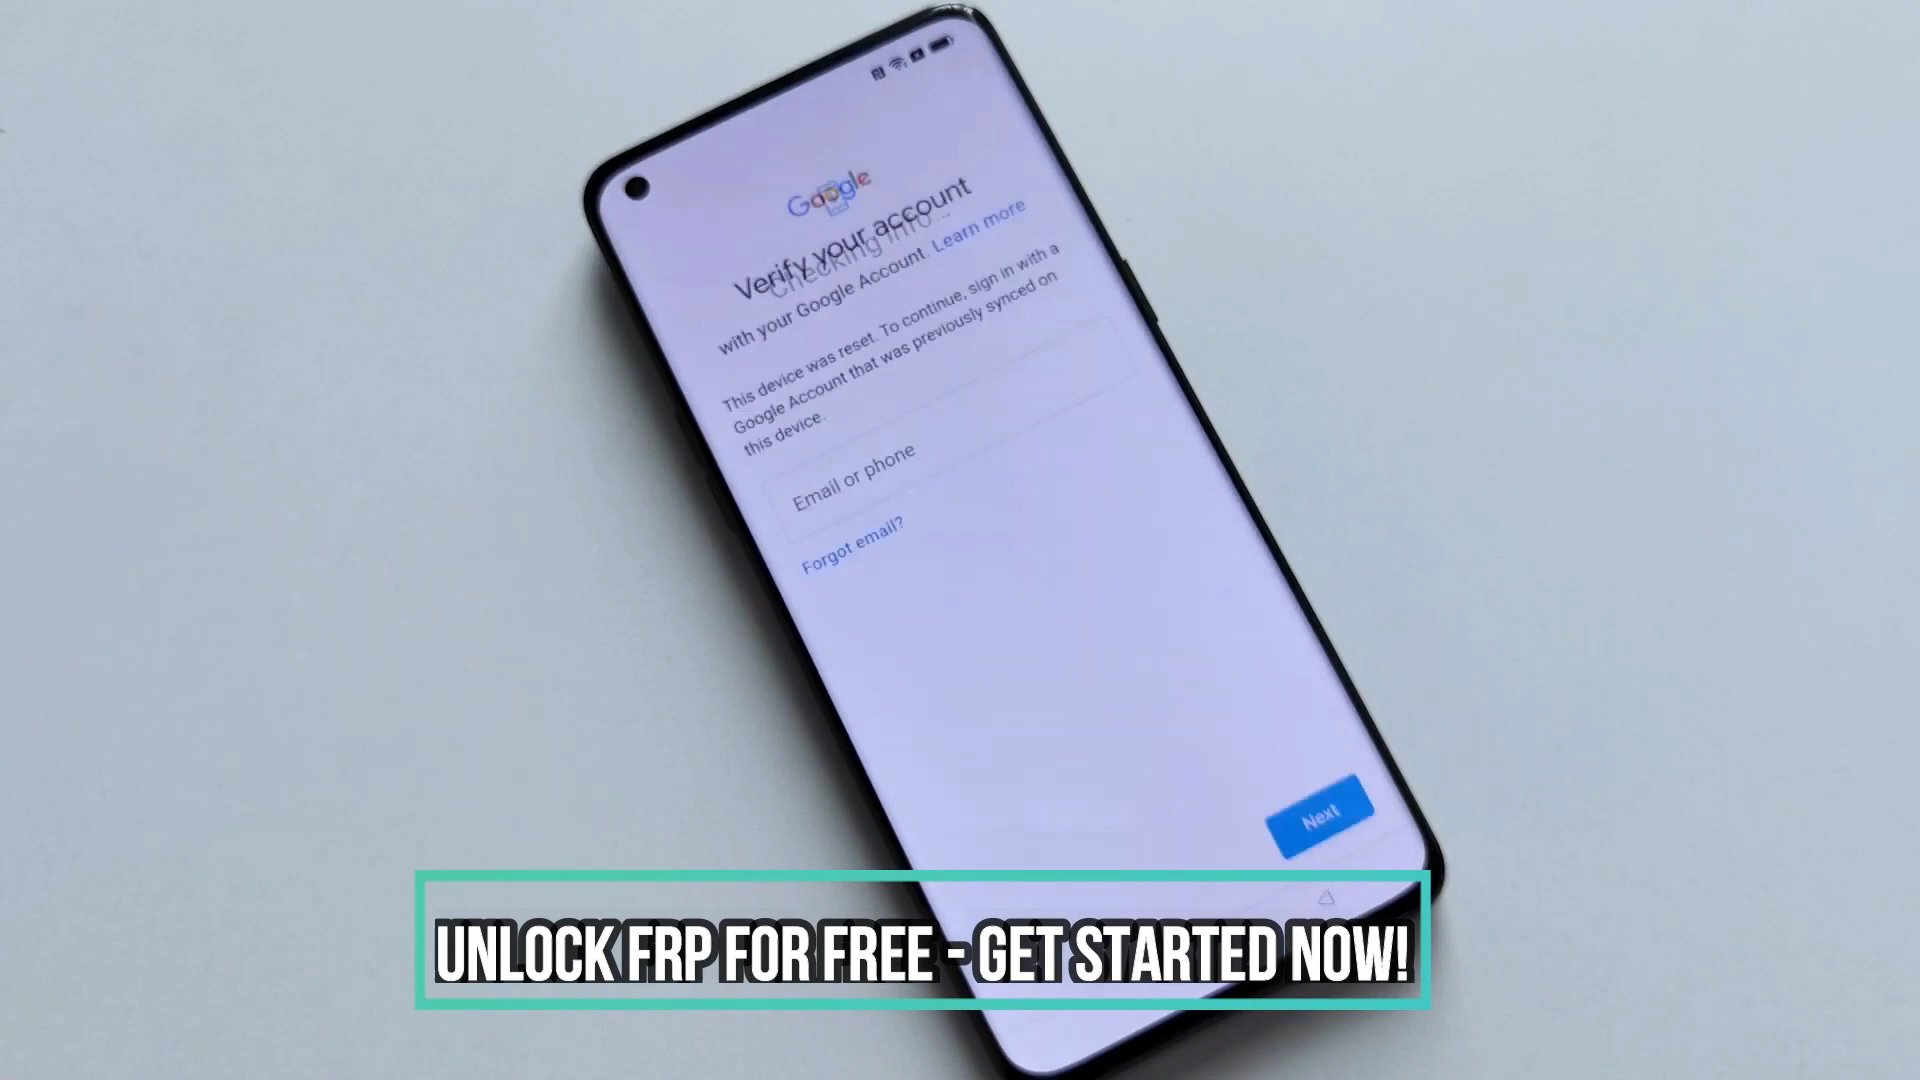 Google
Verify your account
Checking info...
with your Google Account. Learn more
This device was reset. To continue, sign in with a
Google Account that was previously synced on
this device.
Email or phone
Forgot email?
Next
UNLOCK FRP FOR FREE - GET STARTED NOW!